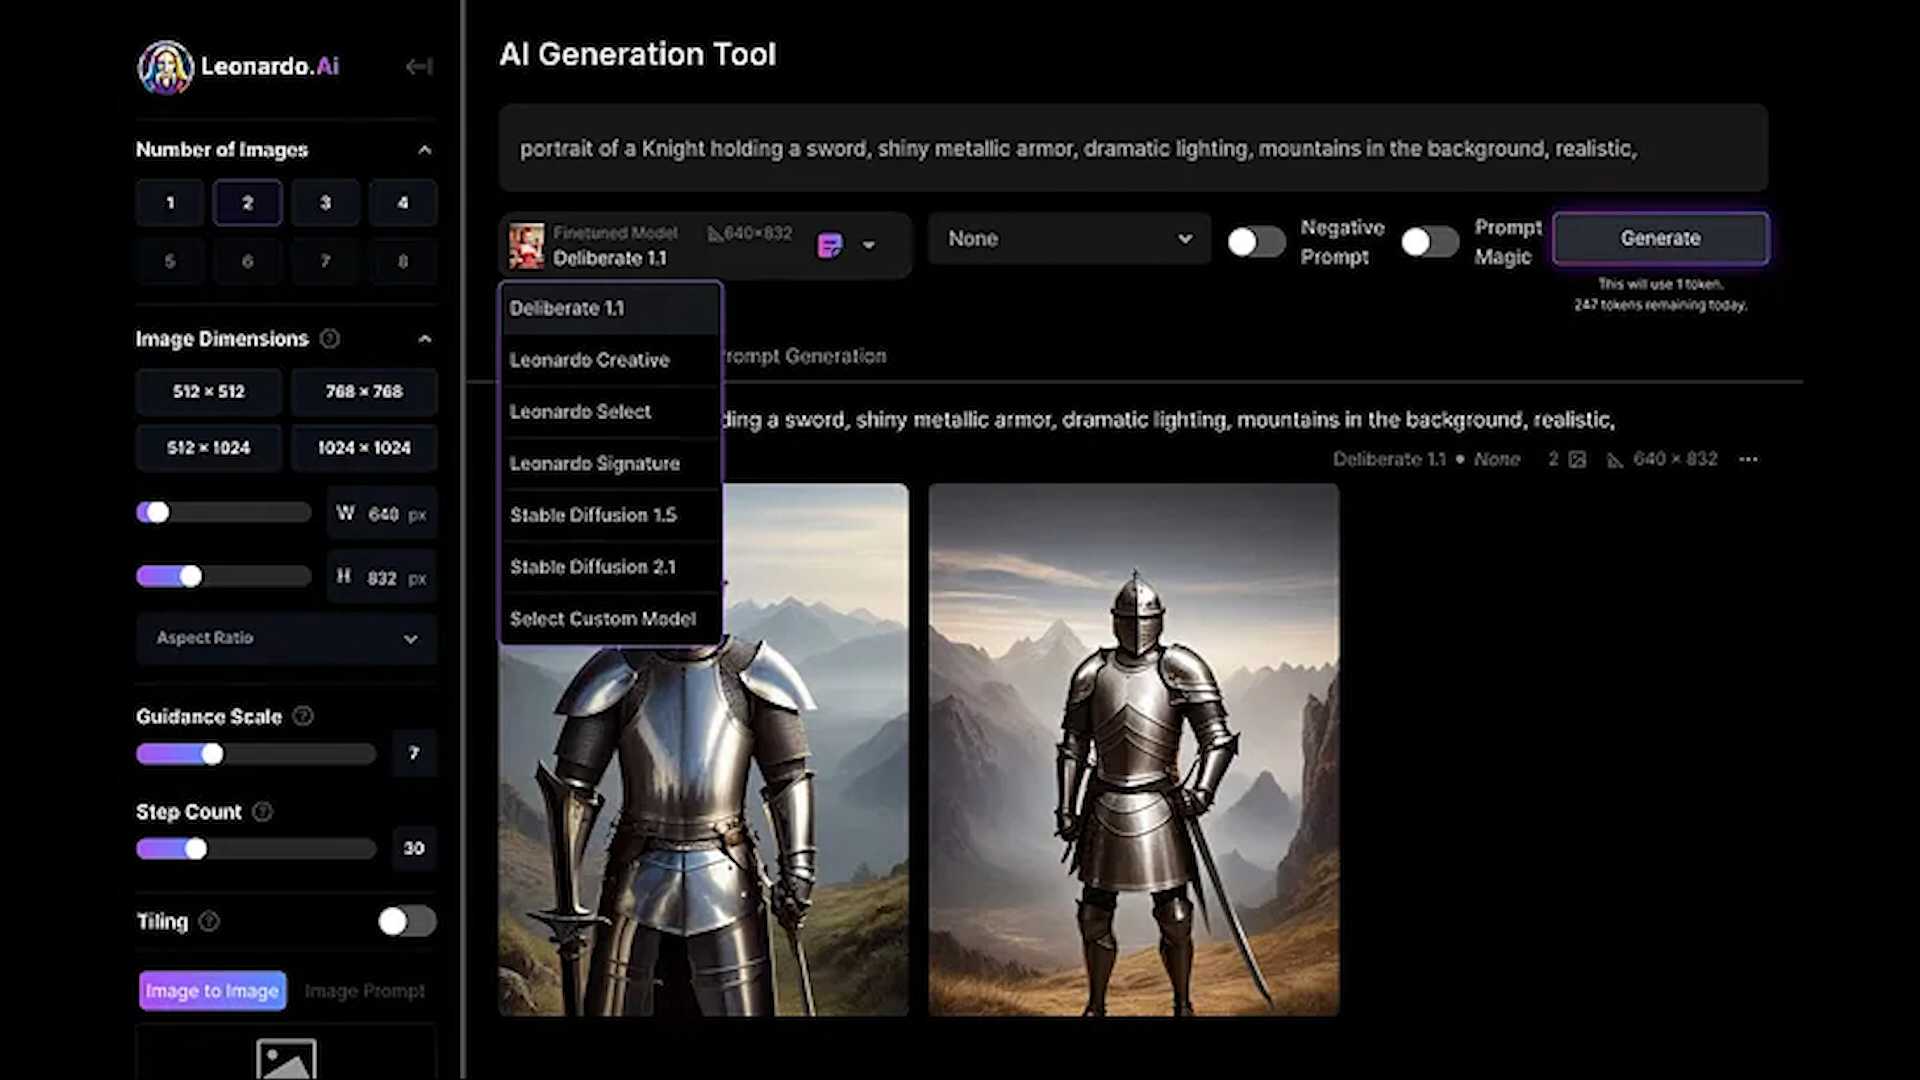 Leonardo.Ai
Number of Images
1 2 3 4
5 6 7 8
Image Dimensions ?
512 × 512 768 × 768
512 × 1024 1024 × 1024
W 640 px
H 832 px
Aspect Ratio
Guidance Scale ?
7
Step Count ?
30
Tiling ?
Image to Image Image Prompt
AI Generation Tool
portrait of a Knight holding a sword, shiny metallic armor, dramatic lighting, mountains in the background, realistic,
Finetuned Model 640×832
Deliberate 1.1
None
Negative
Prompt
Prompt
Magic
Generate
This will use 1 token.
247 tokens remaining today.
Deliberate 1.1
Leonardo Creative
Leonardo Select
Leonardo Signature
Stable Diffusion 1.5
Stable Diffusion 2.1
Select Custom Model
rompt Generation
ding a sword, shiny metallic armor, dramatic lighting, mountains in the background, realistic,
Deliberate 1.1 • None 2 640 × 832 ...